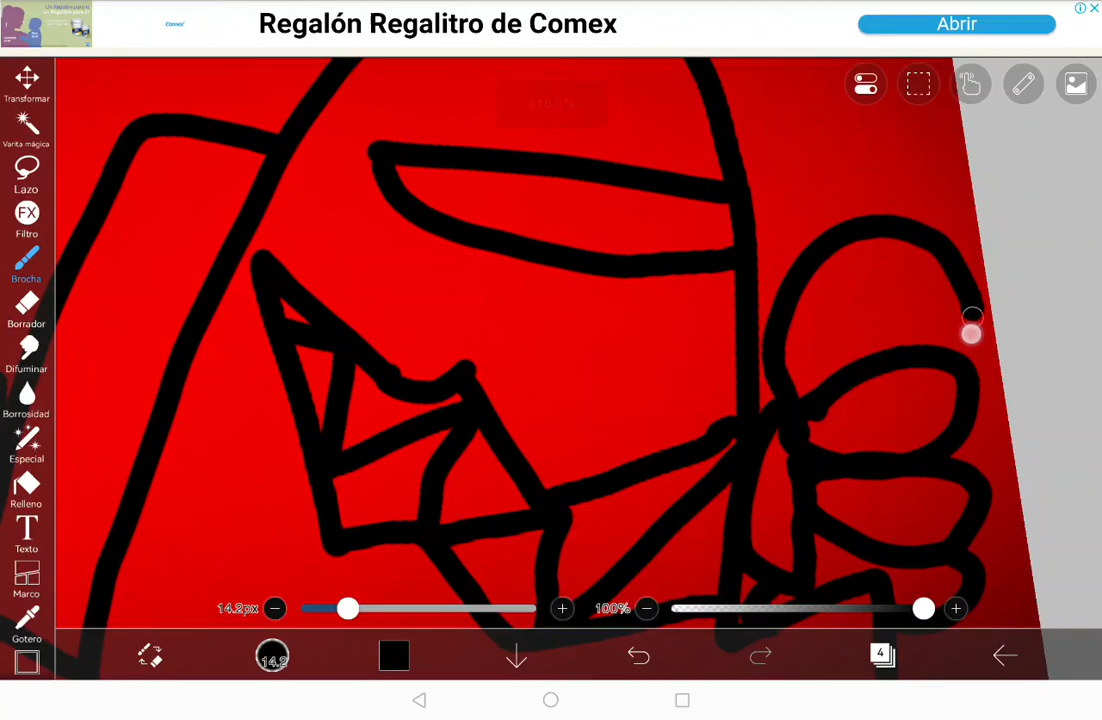 Comex
Regalón Regalitro de Comex
Abrir
Transformar
Varita mágica
Lazo
FX
Filtro
Brocha
Borrador
Difuminar
Borrosidad
Especial
Relleno
T
Texto
Marco
Gotero
14.2px
100%
14.2
4